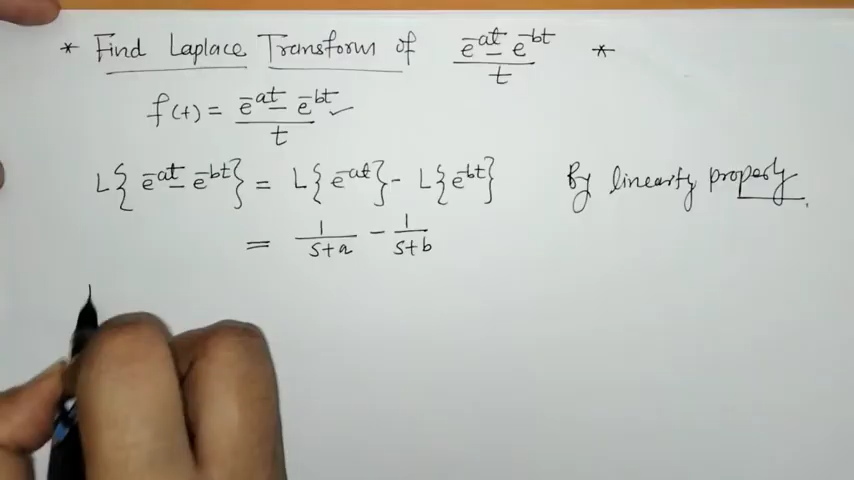 * Find Laplace Transform of (e^-at - e^-bt)/t *
f(t) = (e^-at - e^-bt)/t ✓
L{e^-at - e^-bt} = L{e^-at} - L{e^-bt} By linearity property
= 1/(s+a) - 1/(s+b)